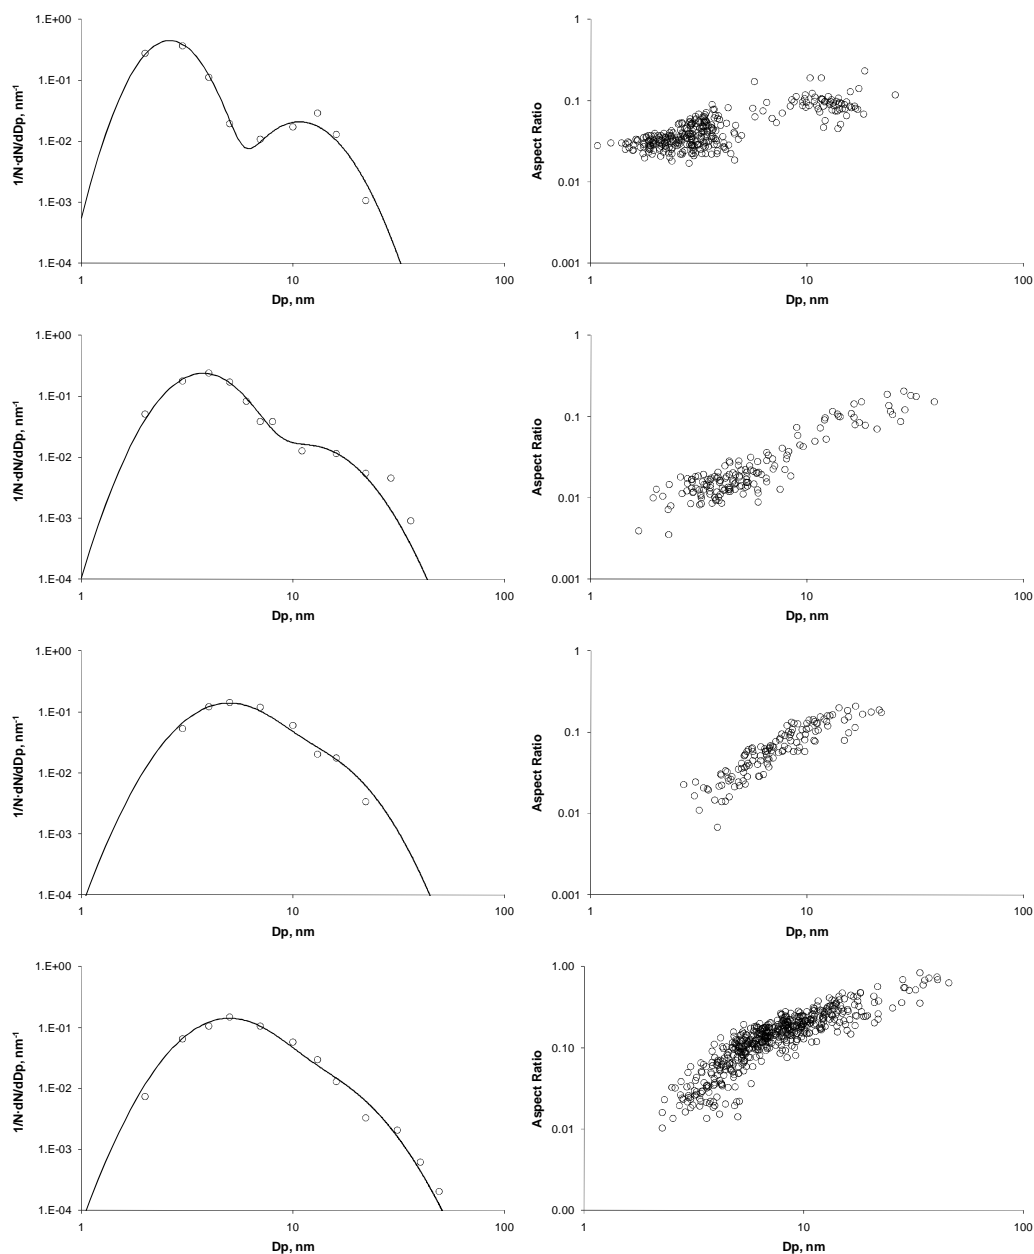 1.E+00
1.E-01
1.E-02
1.E-03
1.E-04
1/N·dN/dDp, nm-1
1 10 100
Dp, nm
1
0.1
0.01
0.001
Aspect Ratio
1 10 100
Dp, nm
1.E+00
1.E-01
1.E-02
1.E-03
1.E-04
1/N·dN/dDp, nm-1
1 10 100
Dp, nm
1
0.1
0.01
0.001
Aspect Ratio
1 10 100
Dp, nm
1.E+00
1.E-01
1.E-02
1.E-03
1.E-04
1/N·dN/dDp, nm-1
1 10 100
Dp, nm
1
0.1
0.01
0.001
Aspect Ratio
1 10 100
Dp, nm
1.E+00
1.E-01
1.E-02
1.E-03
1.E-04
1/N·dN/dDp, nm-1
1 10 100
Dp, nm
1.00
0.10
0.01
0.00
Aspect Ratio
1 10 100
Dp, nm